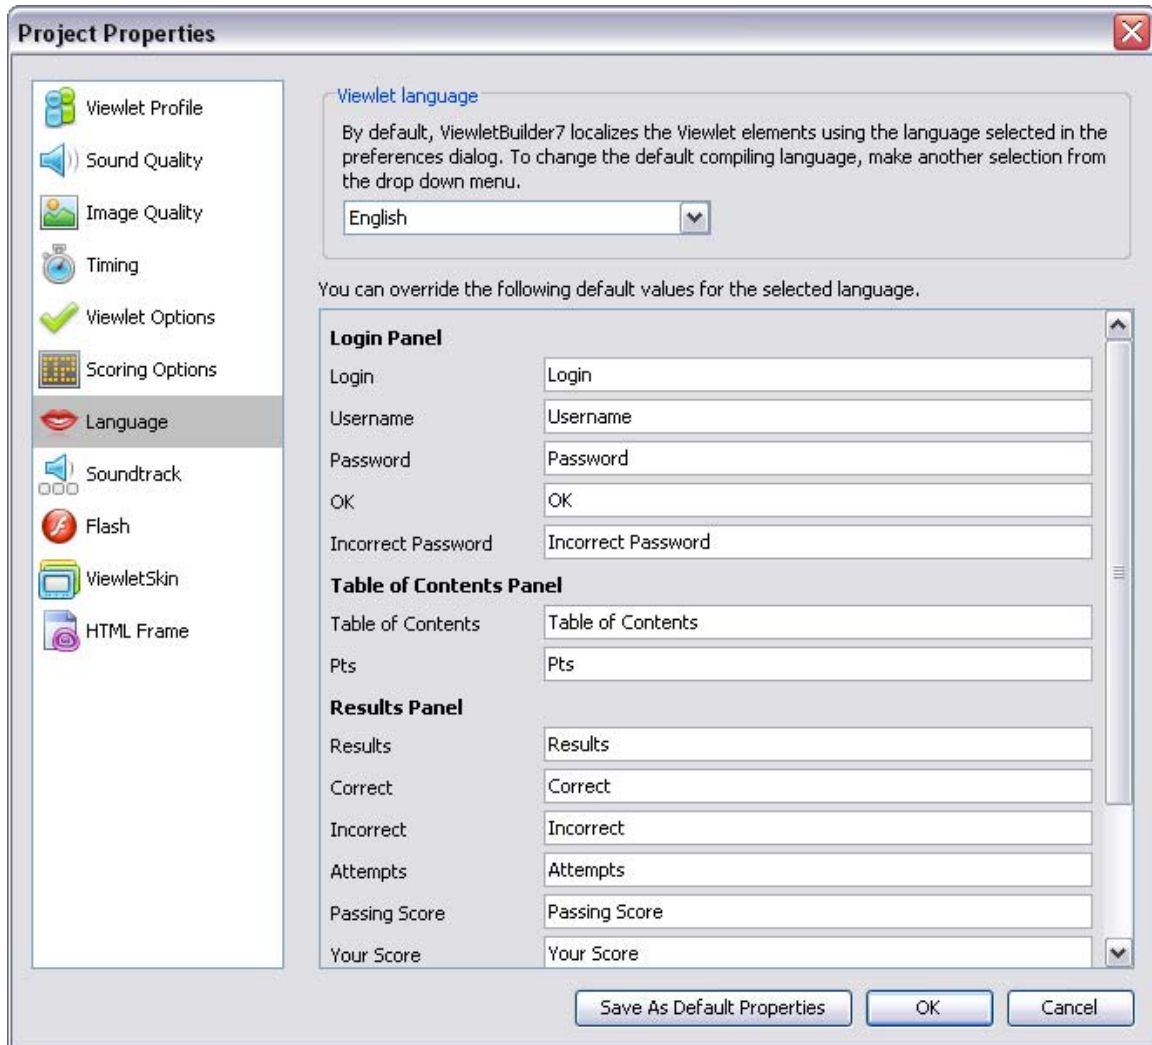 Project Properties
Viewlet Profile
Sound Quality
Image Quality
Timing
Viewlet Options
Scoring Options
Language
Soundtrack
Flash
ViewletSkin
HTML Frame
Viewlet language
By default, ViewletBuilder7 localizes the Viewlet elements using the language selected in the
preferences dialog. To change the default compiling language, make another selection from
the drop down menu.
English
You can override the following default values for the selected language.
Login Panel
Login Login
Username Username
Password Password
OK OK
Incorrect Password Incorrect Password
Table of Contents Panel
Table of Contents Table of Contents
Pts Pts
Results Panel
Results Results
Correct Correct
Incorrect Incorrect
Attempts Attempts
Passing Score Passing Score
Your Score Your Score
Save As Default Properties OK Cancel